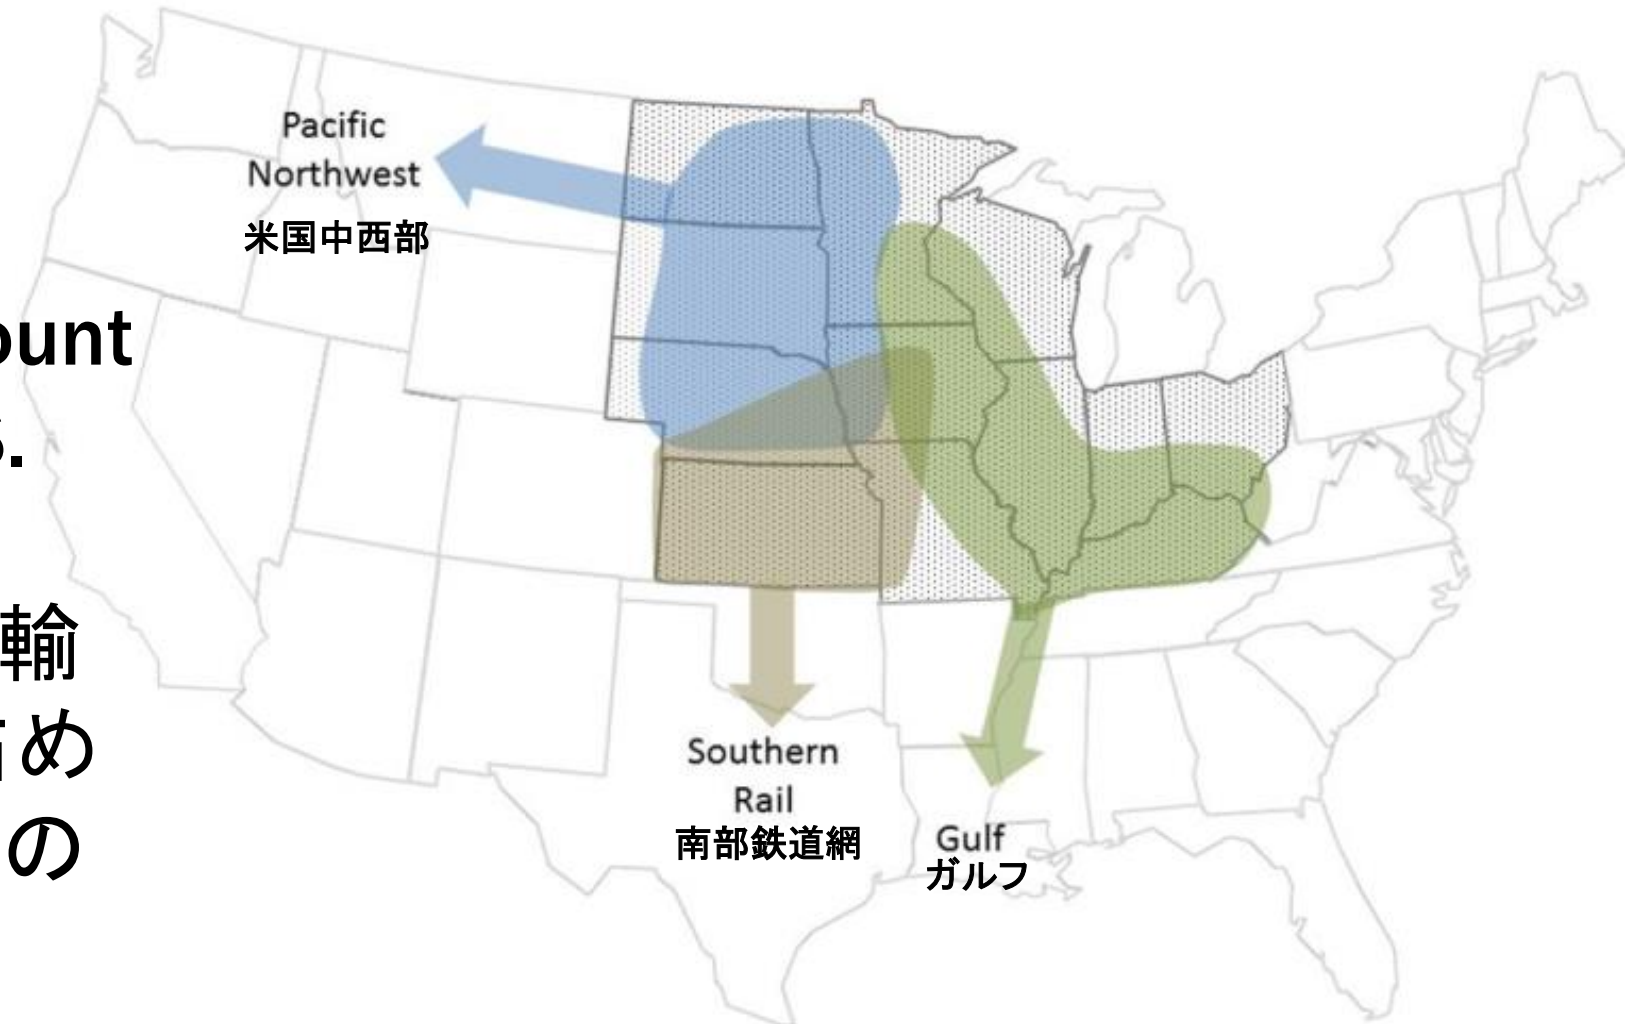 Pacific
Northwest
米国中西部
ount
s.
輸
占め
の
Southern
Rail
南部鉄道網
Gulf
ガルフ